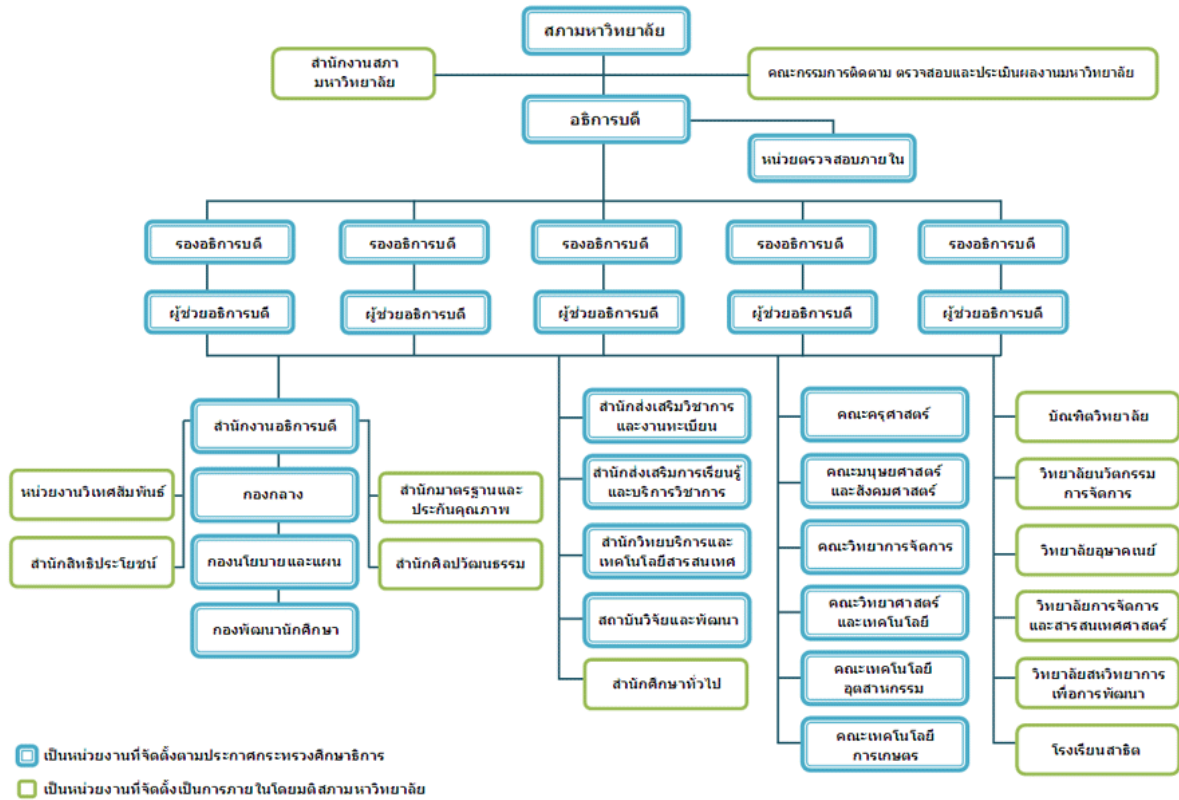 สภามหาวิทยาลัย
สำนักงานสภา
มหาวิทยาลัย
คณะกรรมการติดตาม ตรวจสอบและประเมินผลงานมหาวิทยาลัย
อธิการบดี
หน่วยตรวจสอบภายใน
รองอธิการบดี
รองอธิการบดี
รองอธิการบดี
รองอธิการบดี
รองอธิการบดี
ผู้ช่วยอธิการบดี
ผู้ช่วยอธิการบดี
ผู้ช่วยอธิการบดี
ผู้ช่วยอธิการบดี
ผู้ช่วยอธิการบดี
สำนักงานอธิการบดี
หน่วยงานวิเทศสัมพันธ์
กองกลาง
สำนักมาตรฐานและ
ประกันคุณภาพ
สำนักสิทธิประโยชน์
กองนโยบายและแผน
สำนักศิลปวัฒนธรรม
กองพัฒนานักศึกษา
สำนักส่งเสริมวิชาการ
และงานทะเบียน
สำนักส่งเสริมการเรียนรู้
และบริการวิชาการ
สำนักวิทยบริการและ
เทคโนโลยีสารสนเทศ
สถาบันวิจัยและพัฒนา
สำนักศึกษาทั่วไป
คณะครุศาสตร์
คณะมนุษยศาสตร์
และสังคมศาสตร์
คณะวิทยาการจัดการ
คณะวิทยาศาสตร์
และเทคโนโลยี
คณะเทคโนโลยี
อุตสาหกรรม
คณะเทคโนโลยี
การเกษตร
บัณฑิตวิทยาลัย
วิทยาลัยนวัตกรรม
การจัดการ
วิทยาลัยอุษาคเนย์
วิทยาลัยการจัดการ
และสารสนเทศศาสตร์
วิทยาลัยสหวิทยาการ
เพื่อการพัฒนา
โรงเรียนสาธิต
เป็นหน่วยงานที่จัดตั้งตามประกาศกระทรวงศึกษาธิการ
เป็นหน่วยงานที่จัดตั้งเป็นการภายในโดยมติสภามหาวิทยาลัย